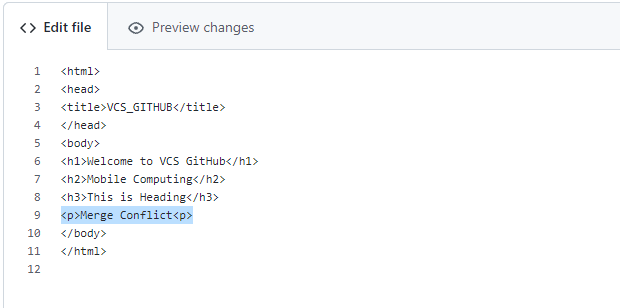 <> Edit file Preview changes
1 <html>
2 <head>
3 <title>VCS_GITHUB</title>
4 </head>
5 <body>
6 <h1>Welcome to VCS GitHub</h1>
7 <h2>Mobile Computing</h2>
8 <h3>This is Heading</h3>
9 <p>Merge Conflict<p>
10 </body>
11 </html>
12